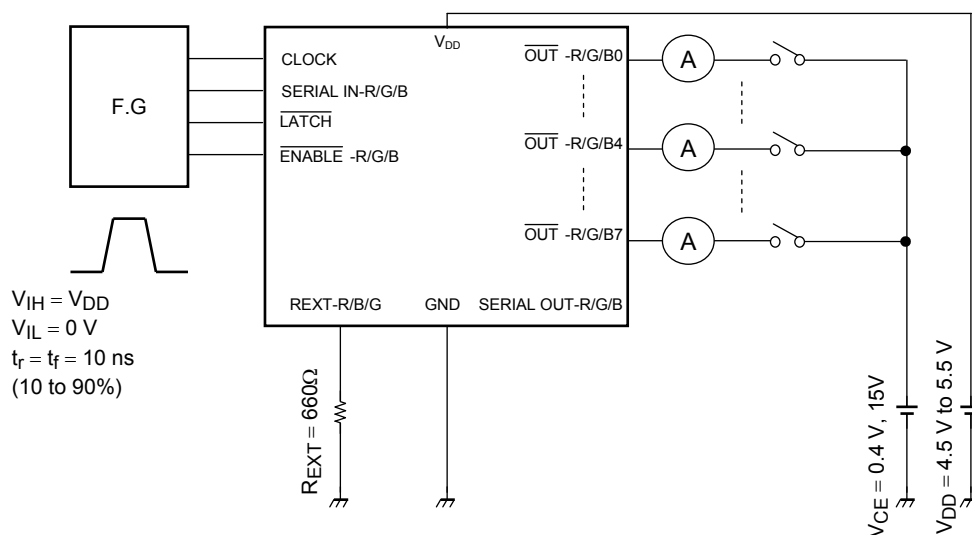 VDD
CLOCK
SERIAL IN-R/G/B
LATCH
ENABLE -R/G/B
F.G
OUT -R/G/B0
A
OUT -R/G/B4
A
OUT -R/G/B7
A
REXT-R/B/G
GND
SERIAL OUT-R/G/B
VIH = VDD
VIL = 0 V
tr = tf = 10 ns
(10 to 90%)
REXT = 660Ω
VCE = 0.4 V, 15V
VDD = 4.5 V to 5.5 V